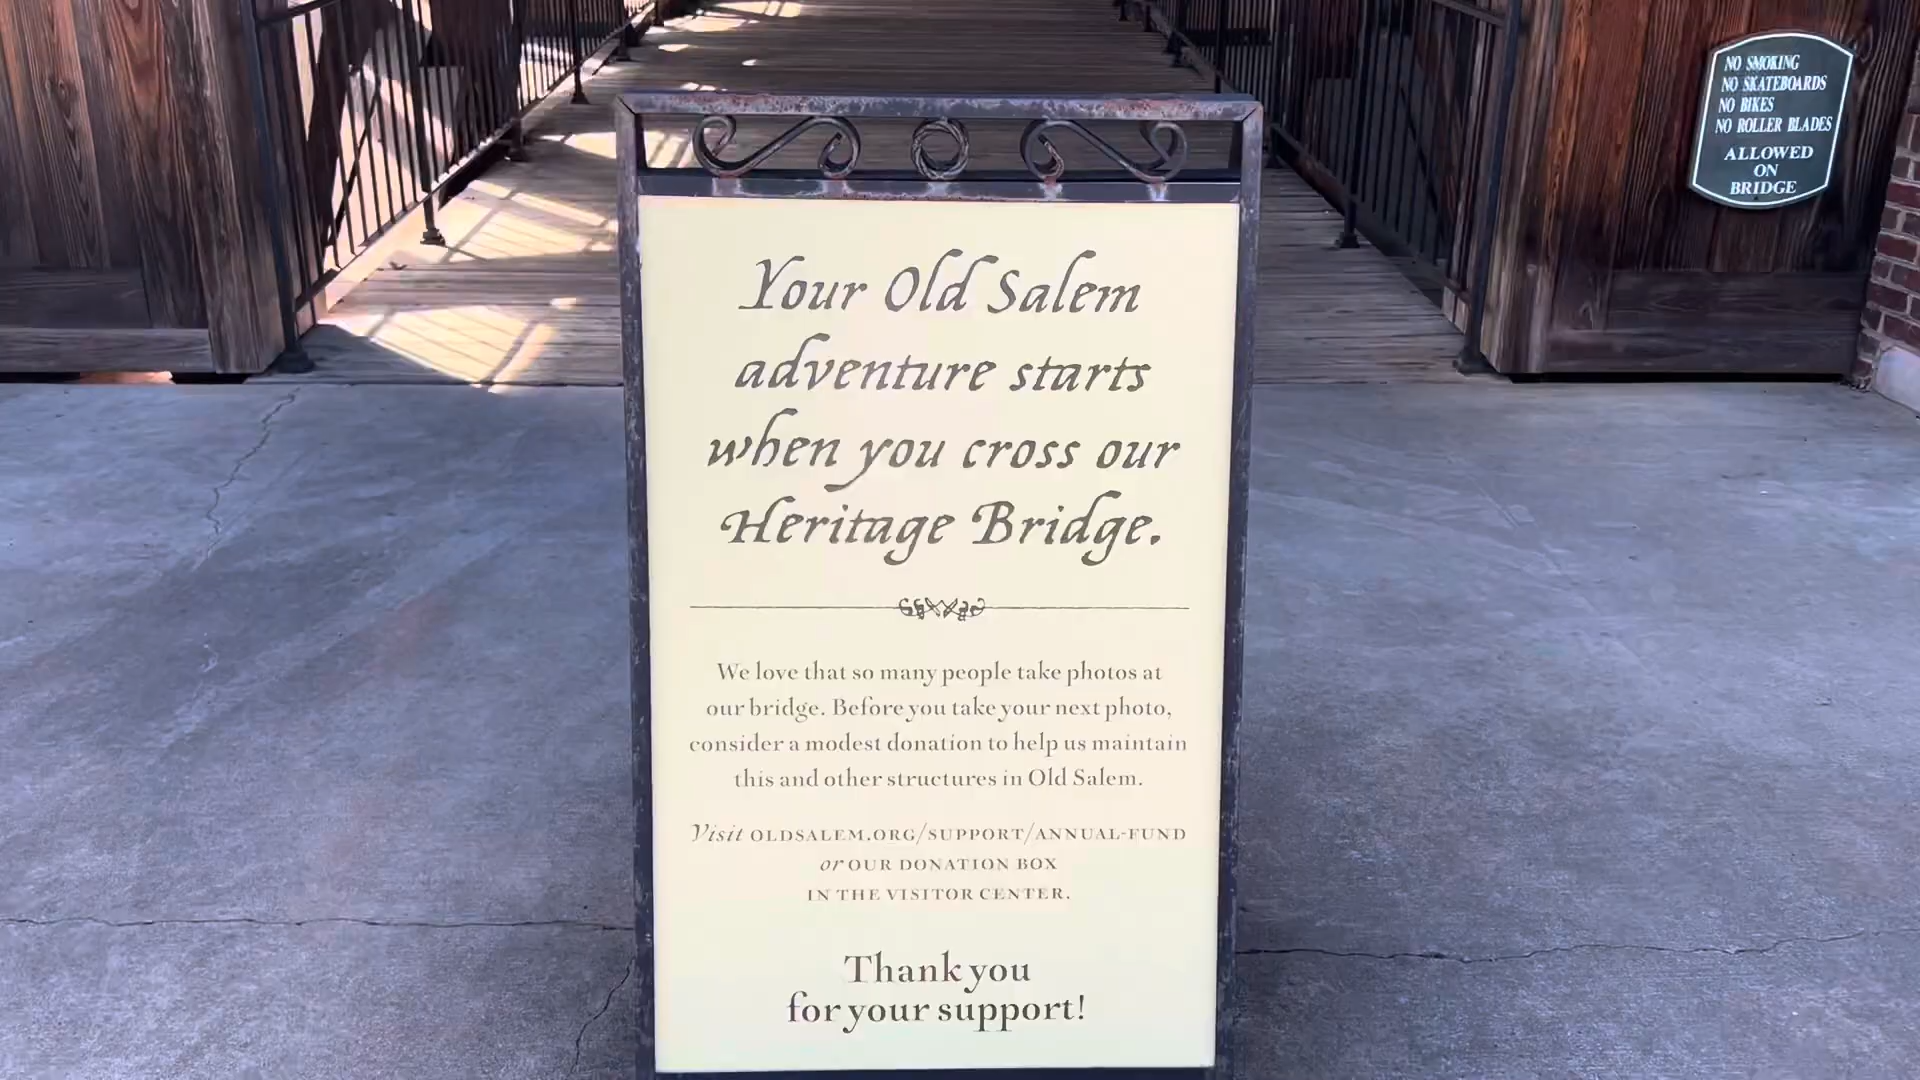 Your Old Salem
adventure starts
when you cross our
Heritage Bridge.
We love that so many people take photos at
our bridge. Before you take your next photo,
consider a modest donation to help us maintain
this and other structures in Old Salem.
Visit OLDSALEM.ORG/SUPPORT/ANNUAL-FUND
or OUR DONATION BOX
IN THE VISITOR CENTER.
Thank you
for your support!
NO SMOKING
NO SKATEBOARDS
NO BIKES
NO ROLLER BLADES
ALLOWED
ON
BRIDGE